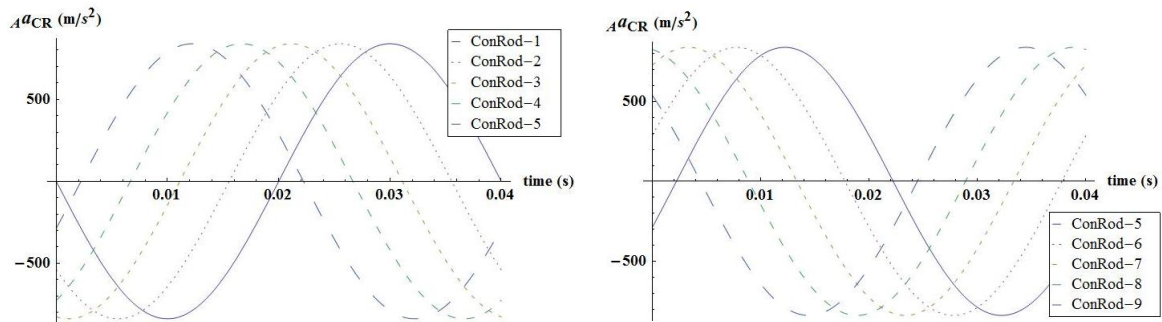 A aCR (m/s²)
500
−500
0.01
0.02
0.03
0.04
time (s)
ConRod−1
ConRod−2
ConRod−3
ConRod−4
ConRod−5
A aCR (m/s²)
500
−500
0.01
0.02
0.03
0.04
time (s)
ConRod−5
ConRod−6
ConRod−7
ConRod−8
ConRod−9